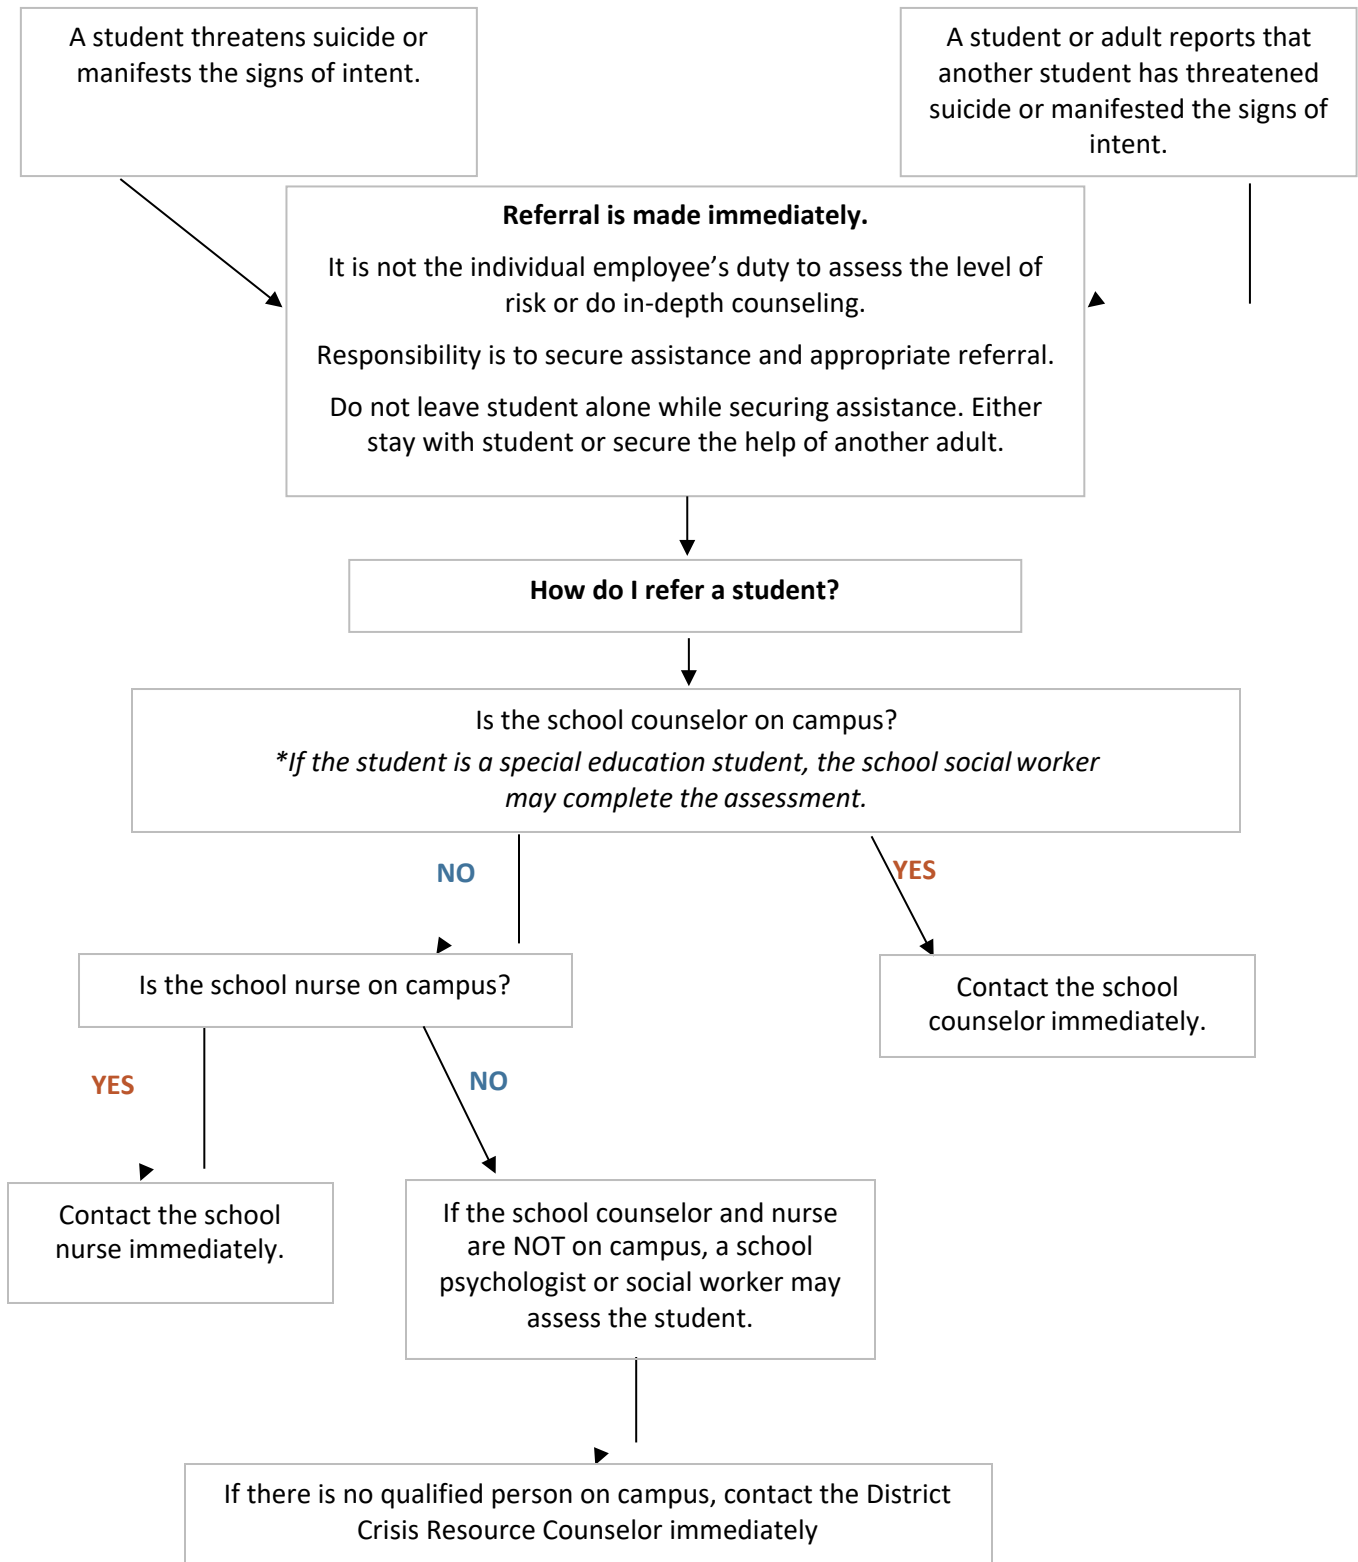 A student threatens suicide or
manifests the signs of intent.
A student or adult reports that
another student has threatened
suicide or manifested the signs of
intent.
Referral is made immediately.
It is not the individual employee’s duty to assess the level of
risk or do in-depth counseling.
Responsibility is to secure assistance and appropriate referral.
Do not leave student alone while securing assistance. Either
stay with student or secure the help of another adult.
How do I refer a student?
Is the school counselor on campus?
*If the student is a special education student, the school social worker
may complete the assessment.
NO
YES
Is the school nurse on campus?
Contact the school
counselor immediately.
YES
NO
Contact the school
nurse immediately.
If the school counselor and nurse
are NOT on campus, a school
psychologist or social worker may
assess the student.
If there is no qualified person on campus, contact the District
Crisis Resource Counselor immediately